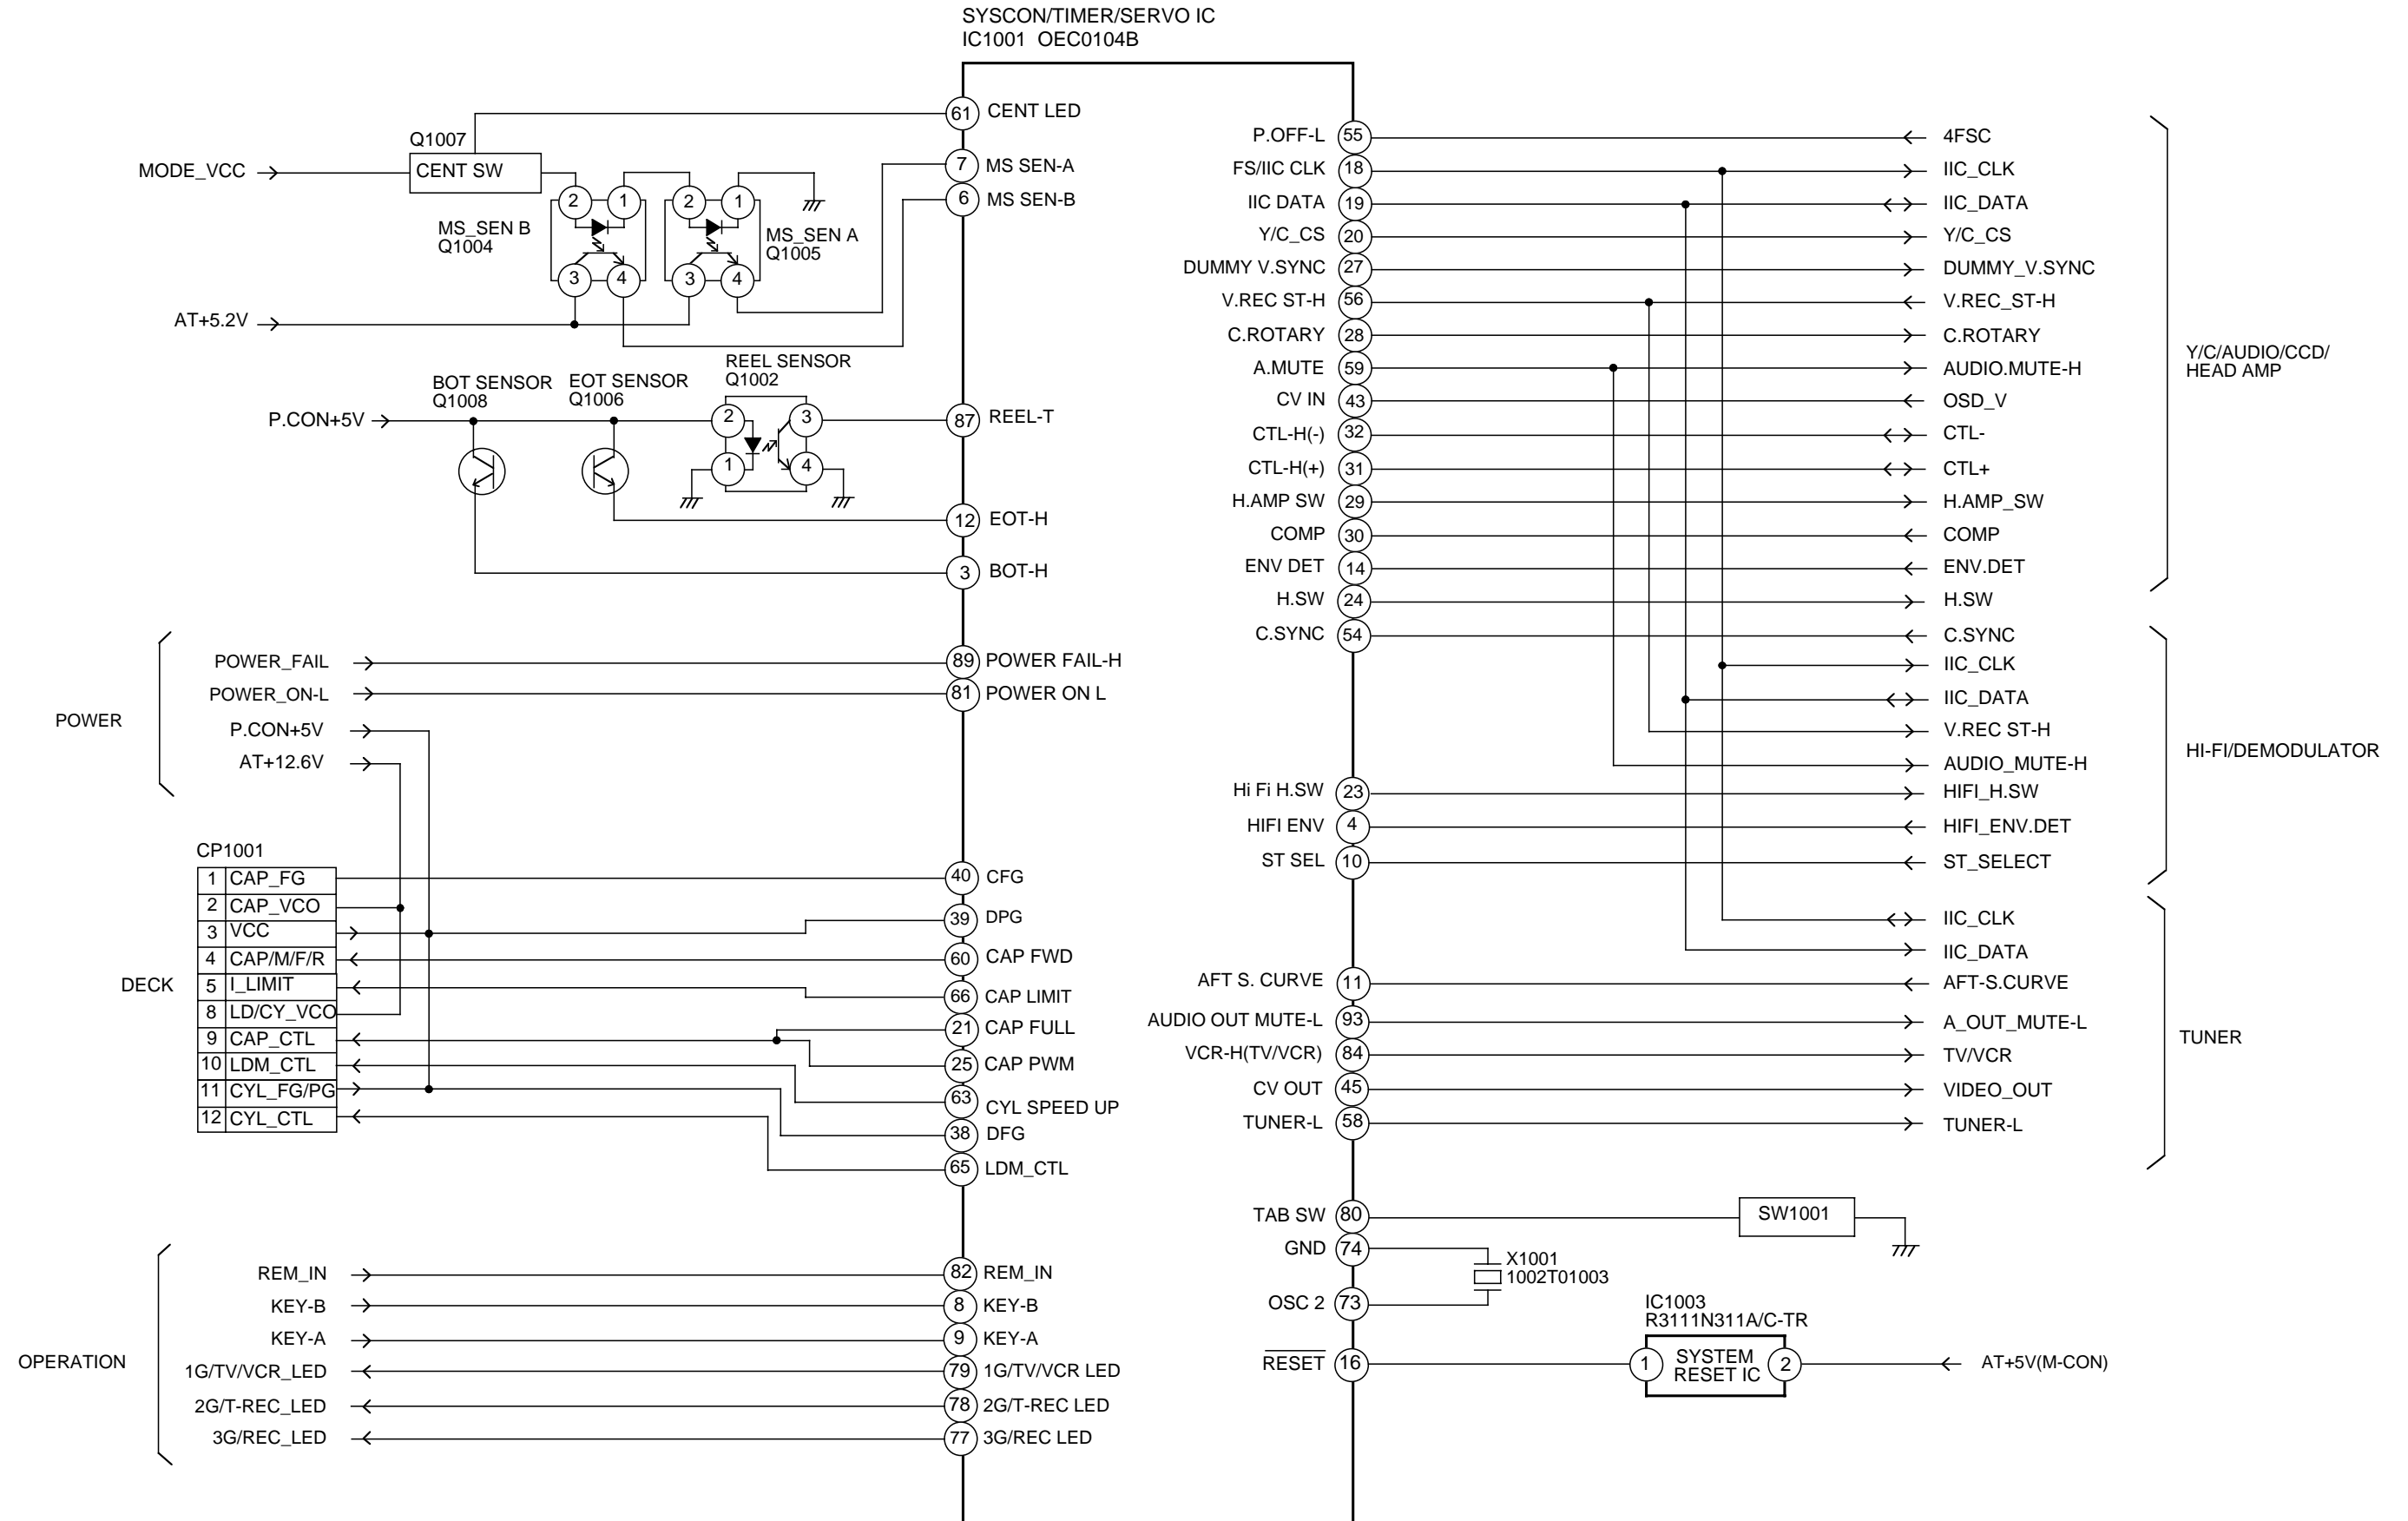 SYSCON/TIMER/SERVO IC
IC1001 OEC0104B
Q1007
CENT SW
MODE_VCC
2
1
2
1
MS_SEN B
Q1004
MS_SEN A
Q1005
3
4
3
4
AT+5.2V
61 CENT LED
7 MS SEN-A
6 MS SEN-B
BOT SENSOR
Q1008
EOT SENSOR
Q1006
REEL SENSOR
Q1002
P.CON+5V
2
3
1
4
87 REEL-T
12 EOT-H
3 BOT-H
POWER
POWER_FAIL
POWER_ON-L
P.CON+5V
AT+12.6V
89 POWER FAIL-H
81 POWER ON L
DECK
CP1001
1 CAP_FG
2 CAP_VCO
3 VCC
4 CAP/M/F/R
5 I_LIMIT
8 LD/CY_VCO
9 CAP_CTL
10 LDM_CTL
11 CYL_FG/PG
12 CYL_CTL
40 CFG
39 DPG
60 CAP FWD
66 CAP LIMIT
21 CAP FULL
25 CAP PWM
63 CYL SPEED UP
38 DFG
65 LDM_CTL
OPERATION
REM_IN
KEY-B
KEY-A
1G/TV/VCR_LED
2G/T-REC_LED
3G/REC_LED
82 REM_IN
8 KEY-B
9 KEY-A
79 1G/TV/VCR LED
78 2G/T-REC LED
77 3G/REC LED
P.OFF-L 55 4FSC
FS/IIC CLK 18 IIC_CLK
IIC DATA 19 IIC_DATA
Y/C_CS 20 Y/C_CS
DUMMY V.SYNC 27 DUMMY_V.SYNC
V.REC ST-H 56 V.REC_ST-H
C.ROTARY 28 C.ROTARY
A.MUTE 59 AUDIO.MUTE-H
CV IN 43 OSD_V
CTL-H(-) 32 CTL-
CTL-H(+) 31 CTL+
H.AMP SW 29 H.AMP_SW
COMP 30 COMP
ENV DET 14 ENV.DET
H.SW 24 H.SW
Y/C/AUDIO/CCD/
HEAD AMP
C.SYNC 54 C.SYNC
IIC_CLK
IIC_DATA
V.REC ST-H
AUDIO_MUTE-H
Hi Fi H.SW 23 HIFI_H.SW
HIFI ENV 4 HIFI_ENV.DET
ST SEL 10 ST_SELECT
HI-FI/DEMODULATOR
IIC_CLK
IIC_DATA
AFT S. CURVE 11 AFT-S.CURVE
AUDIO OUT MUTE-L 93 A_OUT_MUTE-L
VCR-H(TV/VCR) 84 TV/VCR
CV OUT 45 VIDEO_OUT
TUNER-L 58 TUNER-L
TUNER
TAB SW 80 SW1001
GND 74
X1001
1002T01003
OSC 2 73
IC1003
R3111N311A/C-TR
RESET 16
1 SYSTEM 2
RESET IC
AT+5V(M-CON)